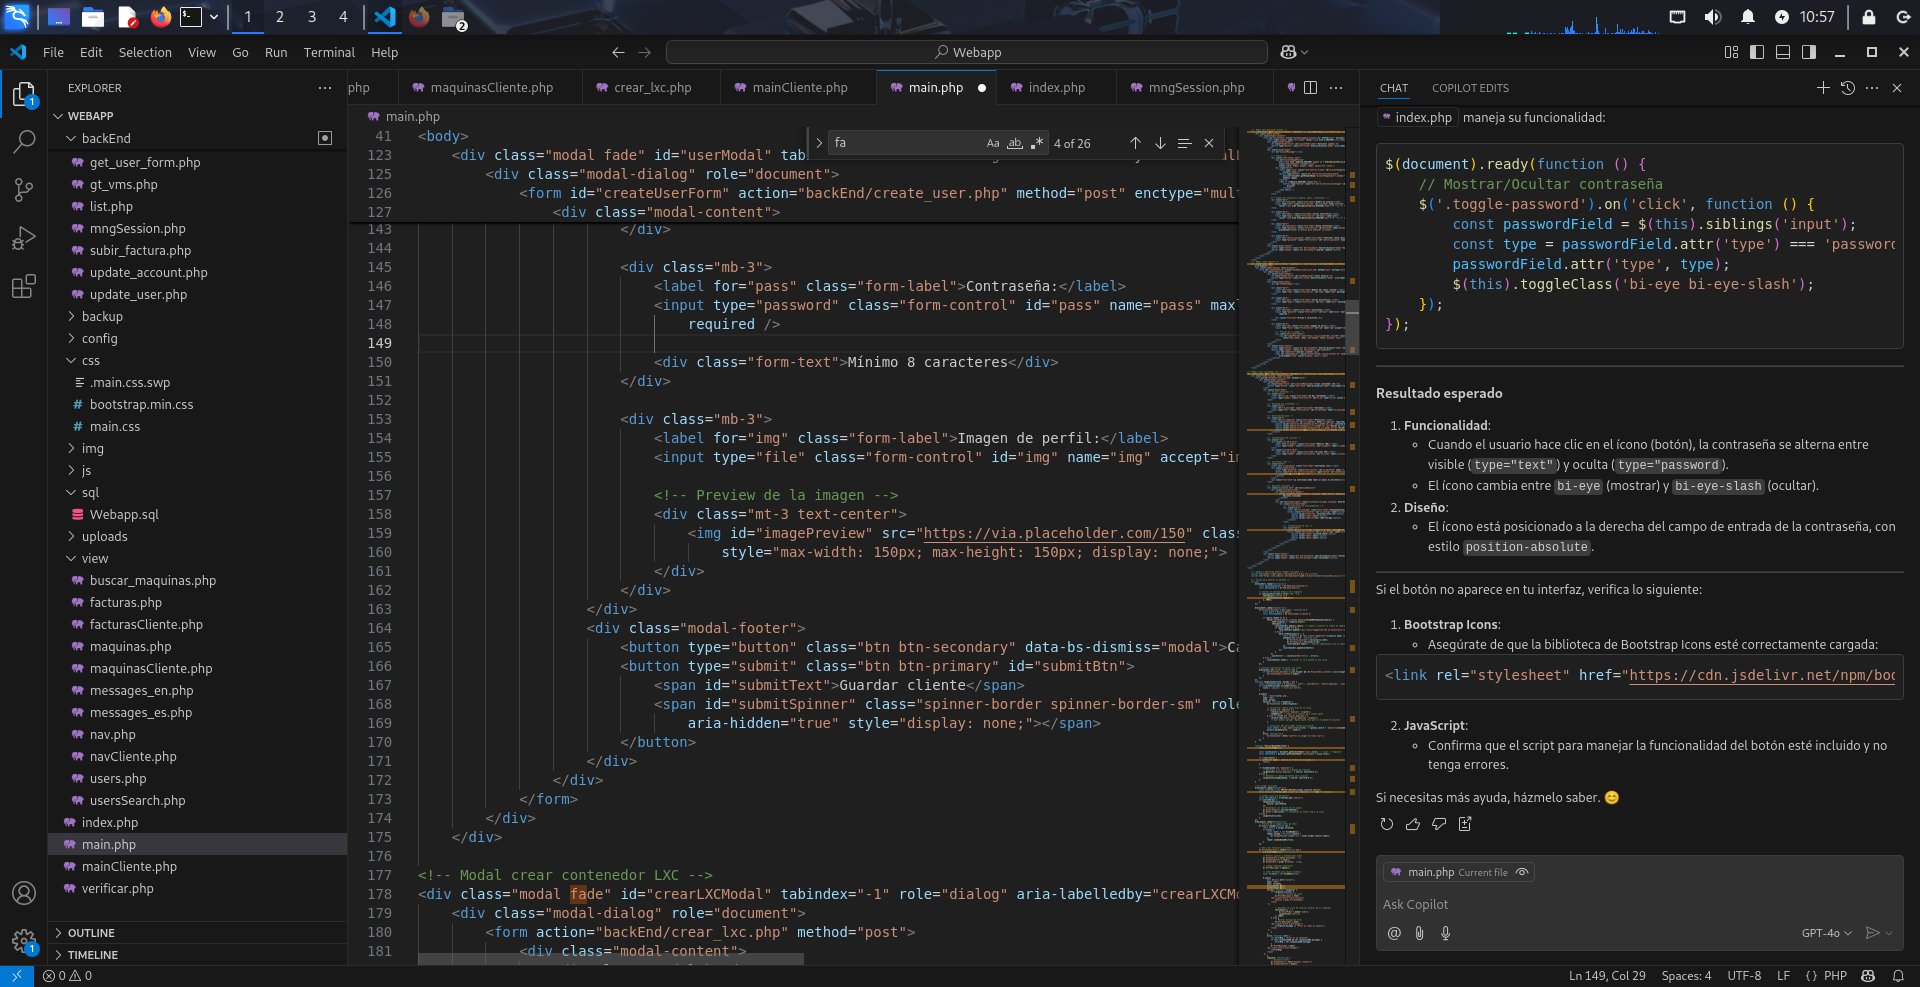 1
2
3
4
2
10:57
File Edit Selection View Go Run Terminal Help
Webapp
EXPLORER
WEBAPP
backEnd
get_user_form.php
gt_vms.php
list.php
mngSession.php
subir_factura.php
update_account.php
update_user.php
backup
config
css
.main.css.swp
bootstrap.min.css
main.css
img
js
sql
Webapp.sql
uploads
view
buscar_maquinas.php
facturas.php
facturasCliente.php
maquinas.php
maquinasCliente.php
messages_en.php
messages_es.php
nav.php
navCliente.php
users.php
usersSearch.php
index.php
main.php
mainCliente.php
verificar.php
OUTLINE
TIMELINE
php
maquinasCliente.php
crear_lxc.php
mainCliente.php
main.php
index.php
mngSession.php
main.php
fa
Aa ab .* 4 of 26
41 <body>
123 <div class="modal fade" id="userModal" tab
125 <div class="modal-dialog" role="document">
126 <form id="createUserForm" action="backEnd/create_user.php" method="post" enctype="mult
127 <div class="modal-content">
143 </div>
144
145 <div class="mb-3">
146 <label for="pass" class="form-label">Contraseña:</label>
147 <input type="password" class="form-control" id="pass" name="pass" max
148 required />
149
150 <div class="form-text">Mínimo 8 caracteres</div>
151 </div>
152
153 <div class="mb-3">
154 <label for="img" class="form-label">Imagen de perfil:</label>
155 <input type="file" class="form-control" id="img" name="img" accept="im
156
157 <!-- Preview de la imagen -->
158 <div class="mt-3 text-center">
159 <img id="imagePreview" src="https://via.placeholder.com/150" clas
160 style="max-width: 150px; max-height: 150px; display: none;">
161 </div>
162 </div>
163 </div>
164 <div class="modal-footer">
165 <button type="button" class="btn btn-secondary" data-bs-dismiss="modal">Ca
166 <button type="submit" class="btn btn-primary" id="submitBtn">
167 <span id="submitText">Guardar cliente</span>
168 <span id="submitSpinner" class="spinner-border spinner-border-sm" role
169 aria-hidden="true" style="display: none;"></span>
170 </button>
171 </div>
172 </div>
173 </form>
174 </div>
175 </div>
176
177 <!-- Modal crear contenedor LXC -->
178 <div class="modal fade" id="crearLXCModal" tabindex="-1" role="dialog" aria-labelledby="crearLXCMo
179 <div class="modal-dialog" role="document">
180 <form action="backEnd/crear_lxc.php" method="post">
181 <div class="modal-content">
CHAT COPILOT EDITS
index.php maneja su funcionalidad:
$(document).ready(function () {
// Mostrar/Ocultar contraseña
$('.toggle-password').on('click', function () {
const passwordField = $(this).siblings('input');
const type = passwordField.attr('type') === 'password
passwordField.attr('type', type);
$(this).toggleClass('bi-eye bi-eye-slash');
});
});
Resultado esperado
1. Funcionalidad:
Cuando el usuario hace clic en el ícono (botón), la contraseña se alterna entre
visible (type="text") y oculta (type="password).
El ícono cambia entre bi-eye (mostrar) y bi-eye-slash (ocultar).
2. Diseño:
El ícono está posicionado a la derecha del campo de entrada de la contraseña, con
estilo position-absolute.
Si el botón no aparece en tu interfaz, verifica lo siguiente:
1. Bootstrap Icons:
Asegúrate de que la biblioteca de Bootstrap Icons esté correctamente cargada:
<link rel="stylesheet" href="https://cdn.jsdelivr.net/npm/boo
2. JavaScript:
Confirma que el script para manejar la funcionalidad del botón esté incluido y no
tenga errores.
Si necesitas más ayuda, házmelo saber. 😊
main.php Current file
Ask Copilot
@ GPT-4o
1
1
0 0
Ln 149, Col 29 Spaces: 4 UTF-8 LF {} PHP